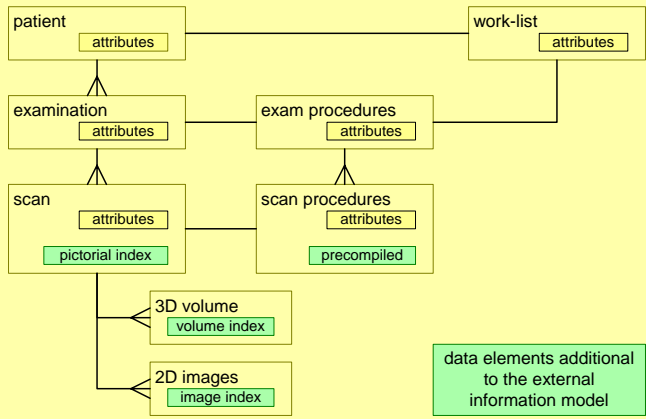 patient
attributes
work-list
attributes
examination
attributes
exam procedures
attributes
scan
attributes
pictorial index
scan procedures
attributes
precompiled
3D volume
volume index
2D images
image index
data elements additional
to the external
information model